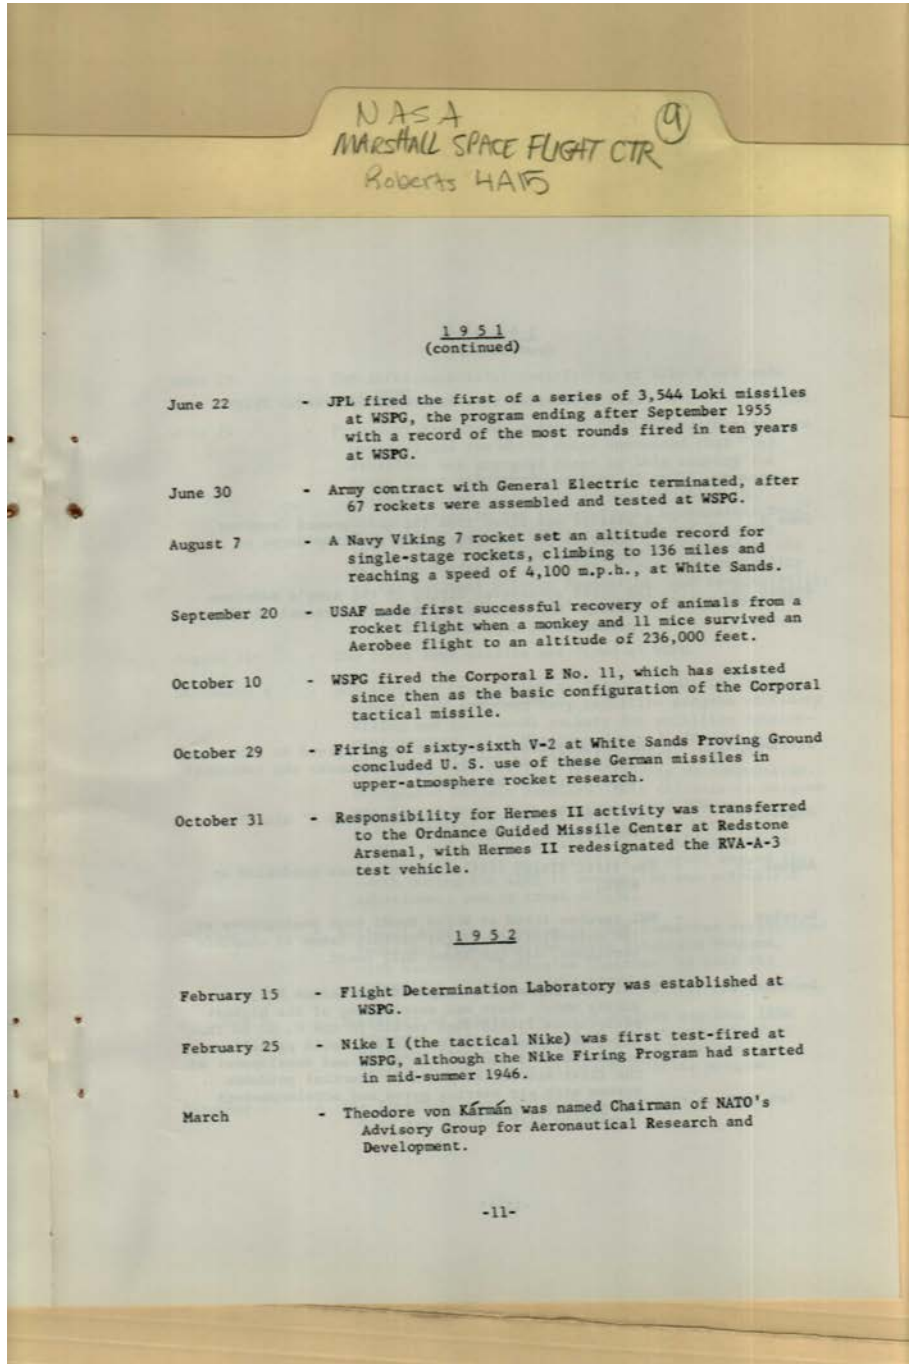 NASA
9
MARSHALL SPACE FLIGHT CTR
Roberts 4A15
1 9 5 1
(continued)
June 22 - JPL fired the first of a series of 3,544 Loki missiles
at WSPG, the program ending after September 1955
with a record of the most rounds fired in ten years
at WSPG.
June 30 - Army contract with General Electric terminated, after
67 rockets were assembled and tested at WSPG.
August 7 - A Navy Viking 7 rocket set an altitude record for
single-stage rockets, climbing to 136 miles and
reaching a speed of 4,100 m.p.h., at White Sands.
September 20 - USAF made first successful recovery of animals from a
rocket flight when a monkey and 11 mice survived an
Aerobee flight to an altitude of 236,000 feet.
October 10 - WSPG fired the Corporal E No. 11, which has existed
since then as the basic configuration of the Corporal
tactical missile.
October 29 - Firing of sixty-sixth V-2 at White Sands Proving Ground
concluded U. S. use of these German missiles in
upper-atmosphere rocket research.
October 31 - Responsibility for Hermes II activity was transferred
to the Ordnance Guided Missile Center at Redstone
Arsenal, with Hermes II redesignated the RVA-A-3
test vehicle.
1 9 5 2
February 15 - Flight Determination Laboratory was established at
WSPG.
February 25 - Nike I (the tactical Nike) was first test-fired at
WSPG, although the Nike Firing Program had started
in mid-summer 1946.
March - Theodore von Kármán was named Chairman of NATO's
Advisory Group for Aeronautical Research and
Development.
-11-